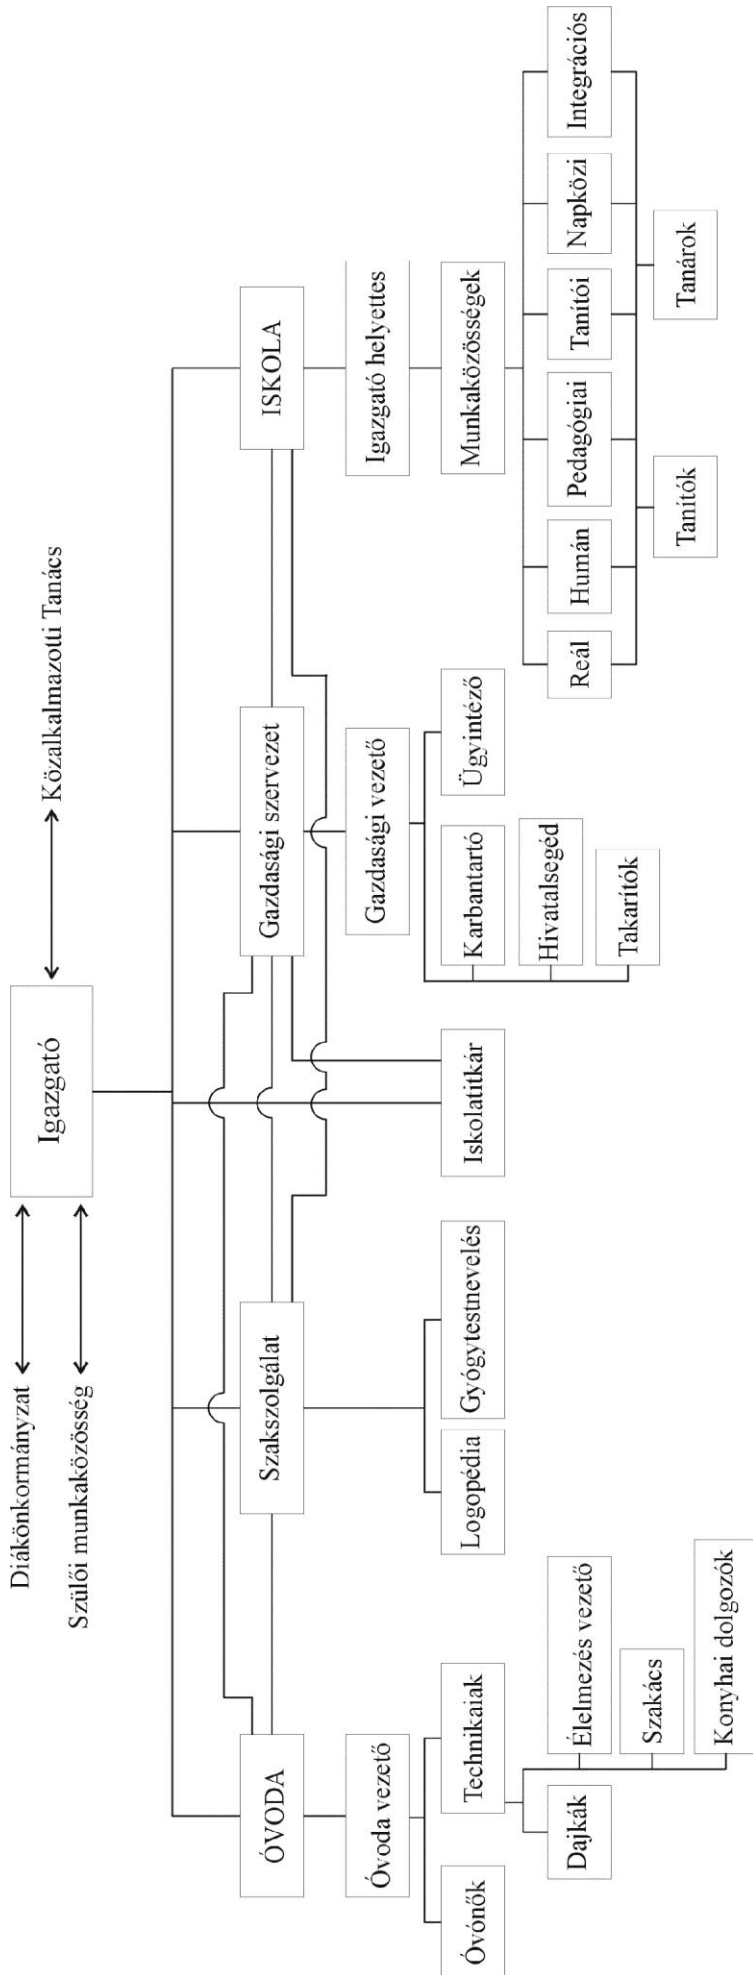 Diákönkormányzat
Szülői munkaközösség
Igazgató
Közalkalmazotti Tanács
ÓVODA
Szakszolgálat
Gazdasági szervezet
ISKOLA
Óvoda vezető
Gazdasági vezető
Igazgató helyettes
Óvónők
Technikaiak
Logopédia
Gyógytestnevelés
Iskolatitkár
Karbantartó
Ügyintéző
Munkaközösségek
Dajkák
Élelmezés vezető
Hivatalsegéd
Reál
Humán
Pedagógiai
Tanítói
Napközi
Integrációs
Szakács
Takarítók
Tanítók
Tanárok
Konyhai dolgozók